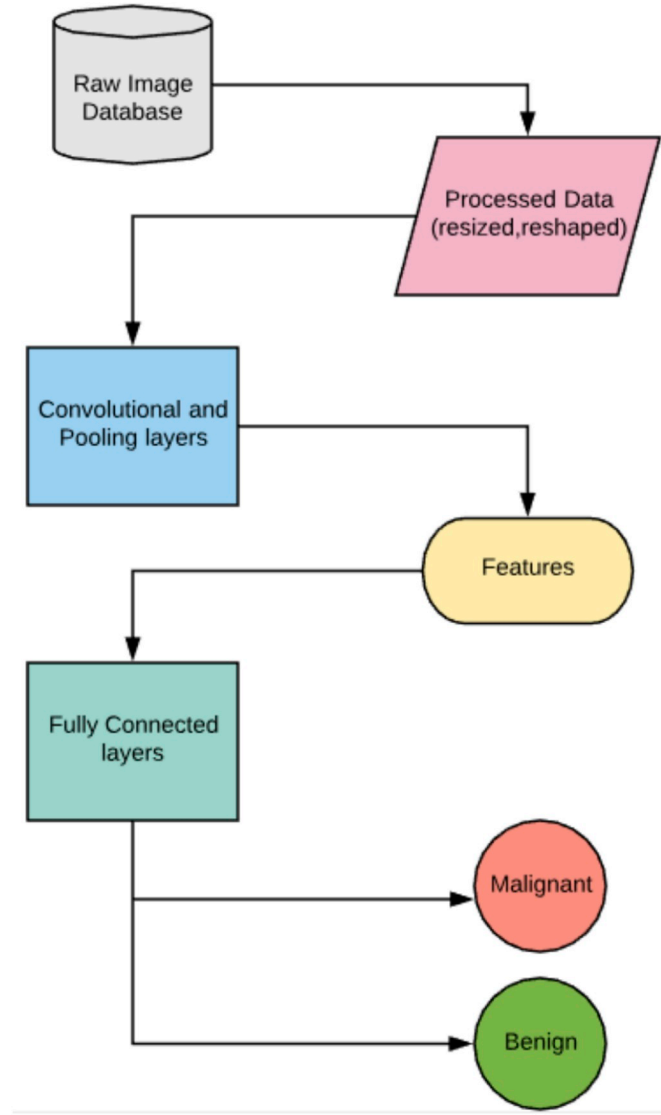 Raw Image
Database
Processed Data
(resized,reshaped)
Convolutional and
Pooling layers
Features
Fully Connected
layers
Malignant
Benign